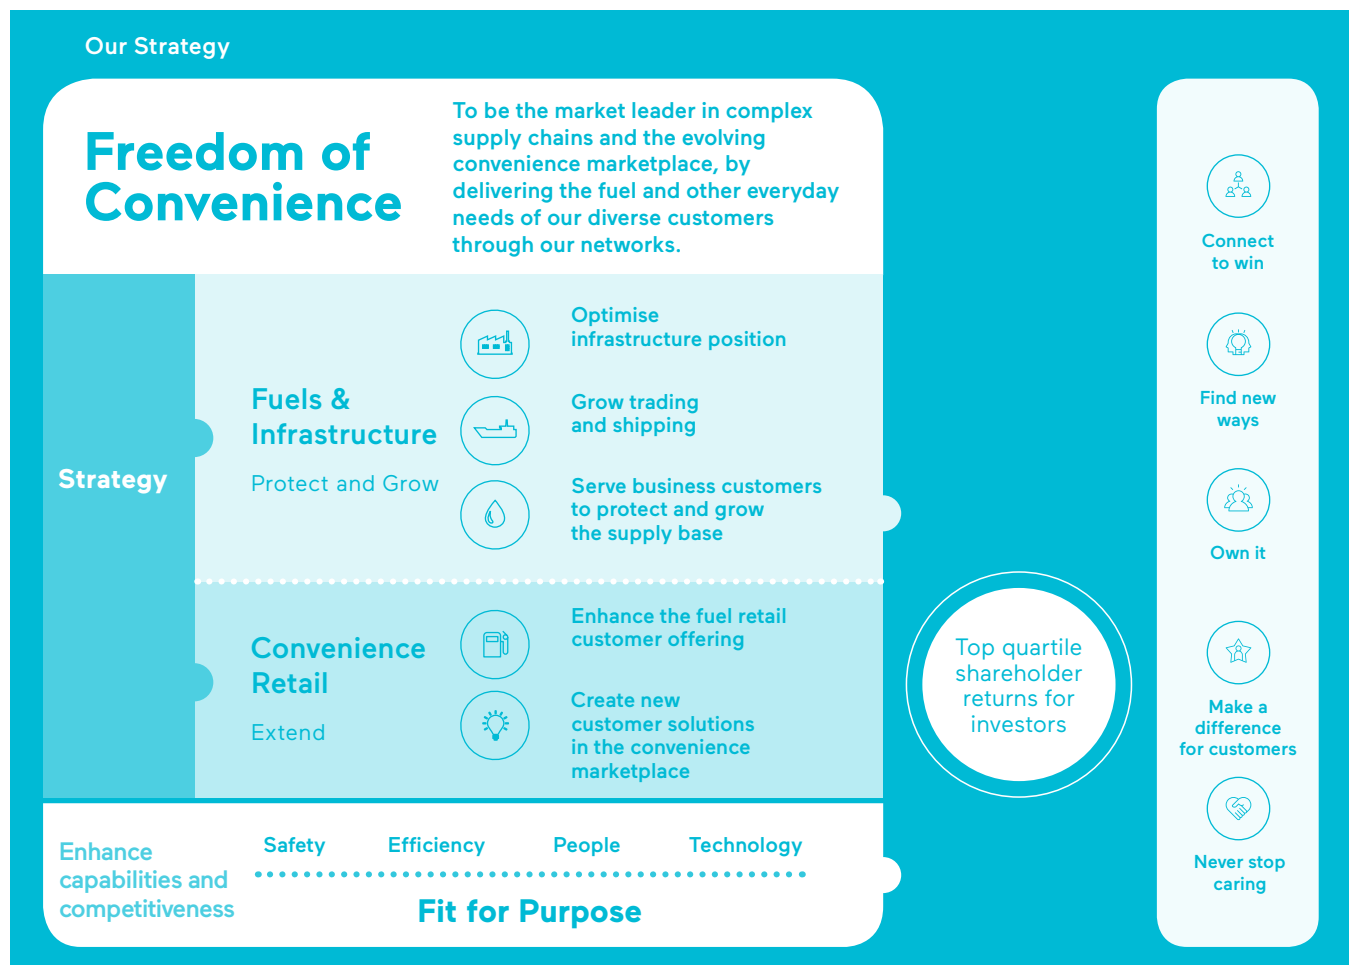 Our Strategy
Freedom of
Convenience
To be the market leader in complex
supply chains and the evolving
convenience marketplace, by
delivering the fuel and other everyday
needs of our diverse customers
through our networks.
Strategy
Fuels &
Infrastructure
Protect and Grow
Optimise
infrastructure position
Grow trading
and shipping
Serve business customers
to protect and grow
the supply base
Convenience
Retail
Extend
Enhance the fuel retail
customer offering
Create new
customer solutions
in the convenience
marketplace
Enhance
capabilities and
competitiveness
Safety Efficiency People Technology
Fit for Purpose
Top quartile
shareholder
returns for
investors
Connect
to win
Find new
ways
Own it
Make a
difference
for customers
Never stop
caring